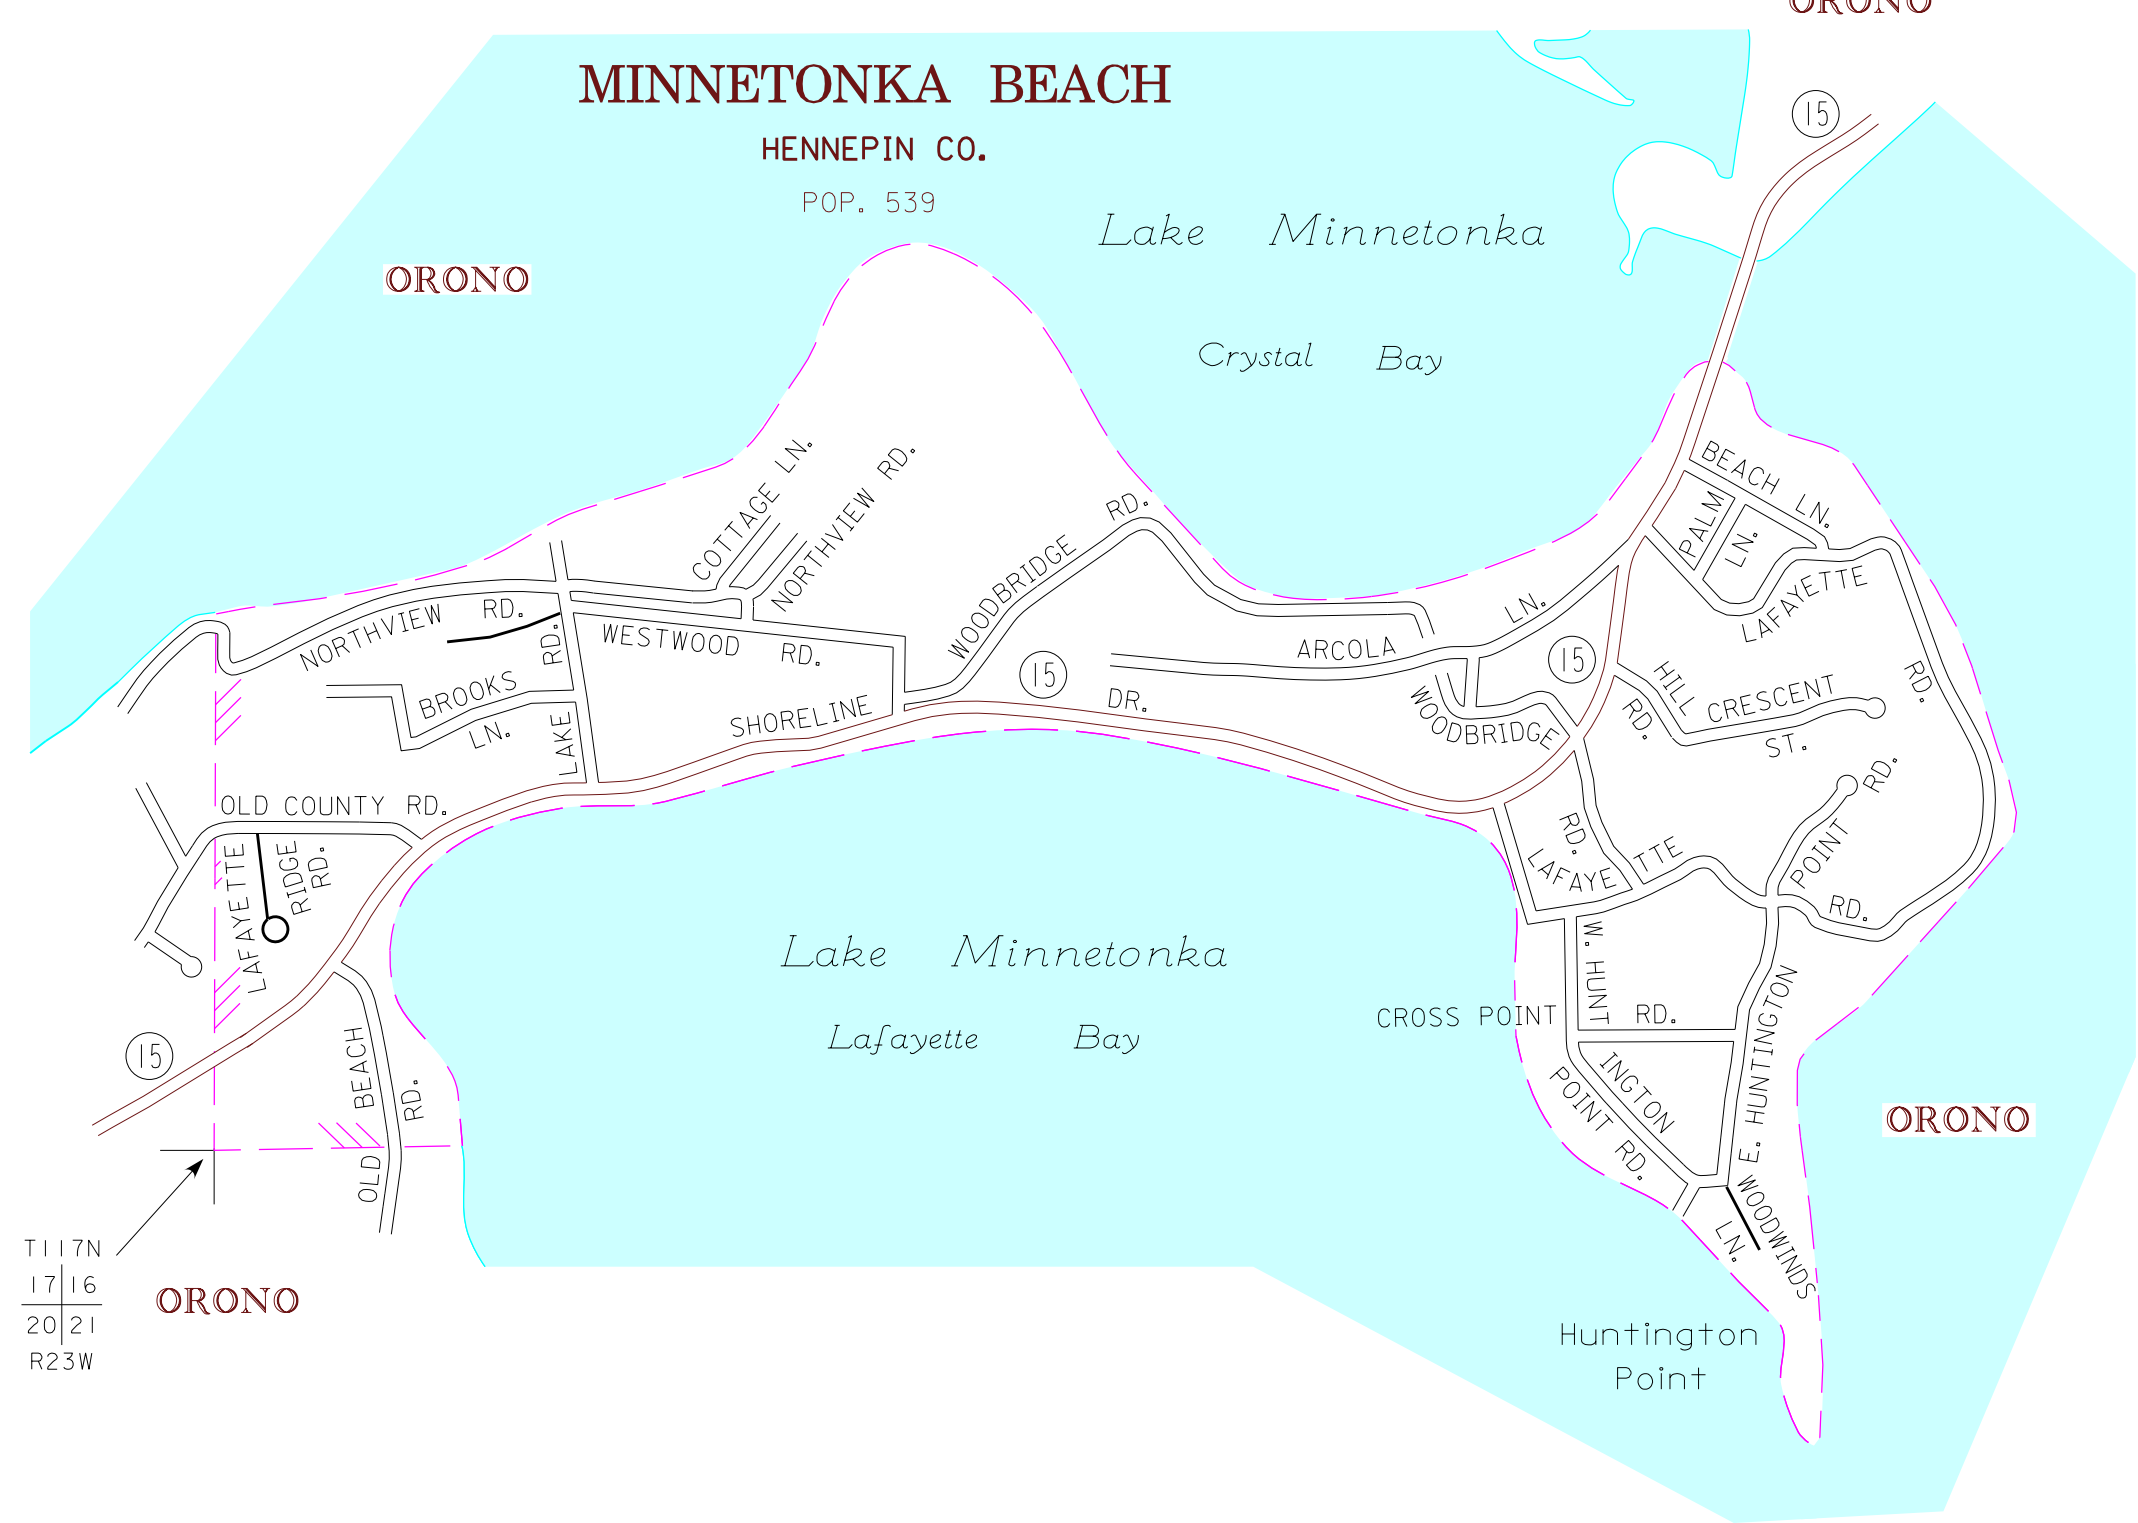 ORONO
MINNETONKA BEACH
HENNEPIN CO.
POP. 539
15
Lake Minnetonka
ORONO
Crystal Bay
COTTAGE LN.
NORTHVIEW RD.
WOODBRIDGE RD.
BEACH LN.
PALM LN.
LAFAYETTE RD.
NORTHVIEW RD.
WESTWOOD RD.
ARCOLA LN.
15
15
HILL RD.
CRESCENT ST.
BROOKS LN.
LAKE RD.
SHORELINE DR.
WOODBRIDGE RD.
OLD COUNTY RD.
LAFAYETTE RIDGE RD.
LAFAYETTE RD.
POINT RD.
Lake Minnetonka
Lafayette Bay
W. HUNTINGTON POINT RD.
CROSS POINT RD.
E. HUNTINGTON POINT RD.
15
OLD BEACH RD.
ORONO
WOODWINDS LN.
T117N
17 16
20 21
R23W
ORONO
Huntington
Point